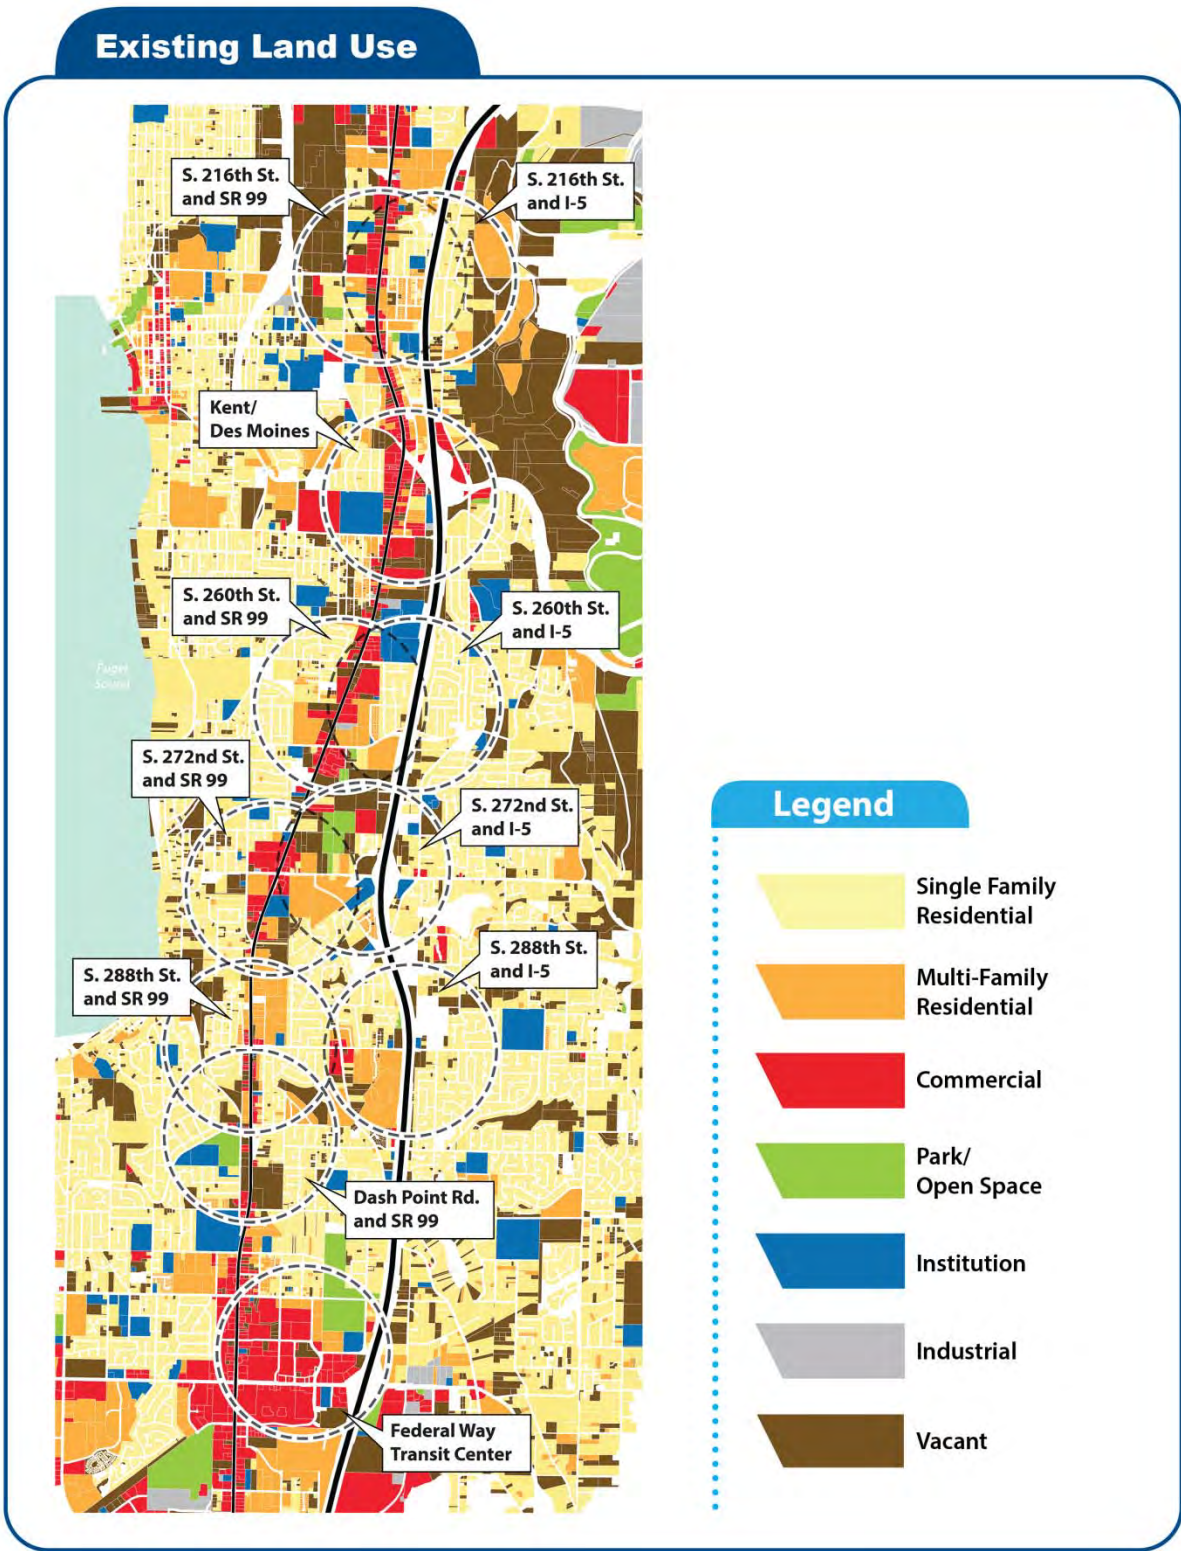 Existing Land Use
S. 216th St.
and SR 99
S. 216th St.
and I-5
Kent/
Des Moines
S. 260th St.
and SR 99
S. 260th St.
and I-5
Puget
Sound
S. 272nd St.
and SR 99
S. 272nd St.
and I-5
S. 288th St.
and SR 99
S. 288th St.
and I-5
Dash Point Rd.
and SR 99
Federal Way
Transit Center
Legend
Single Family
Residential
Multi-Family
Residential
Commercial
Park/
Open Space
Institution
Industrial
Vacant